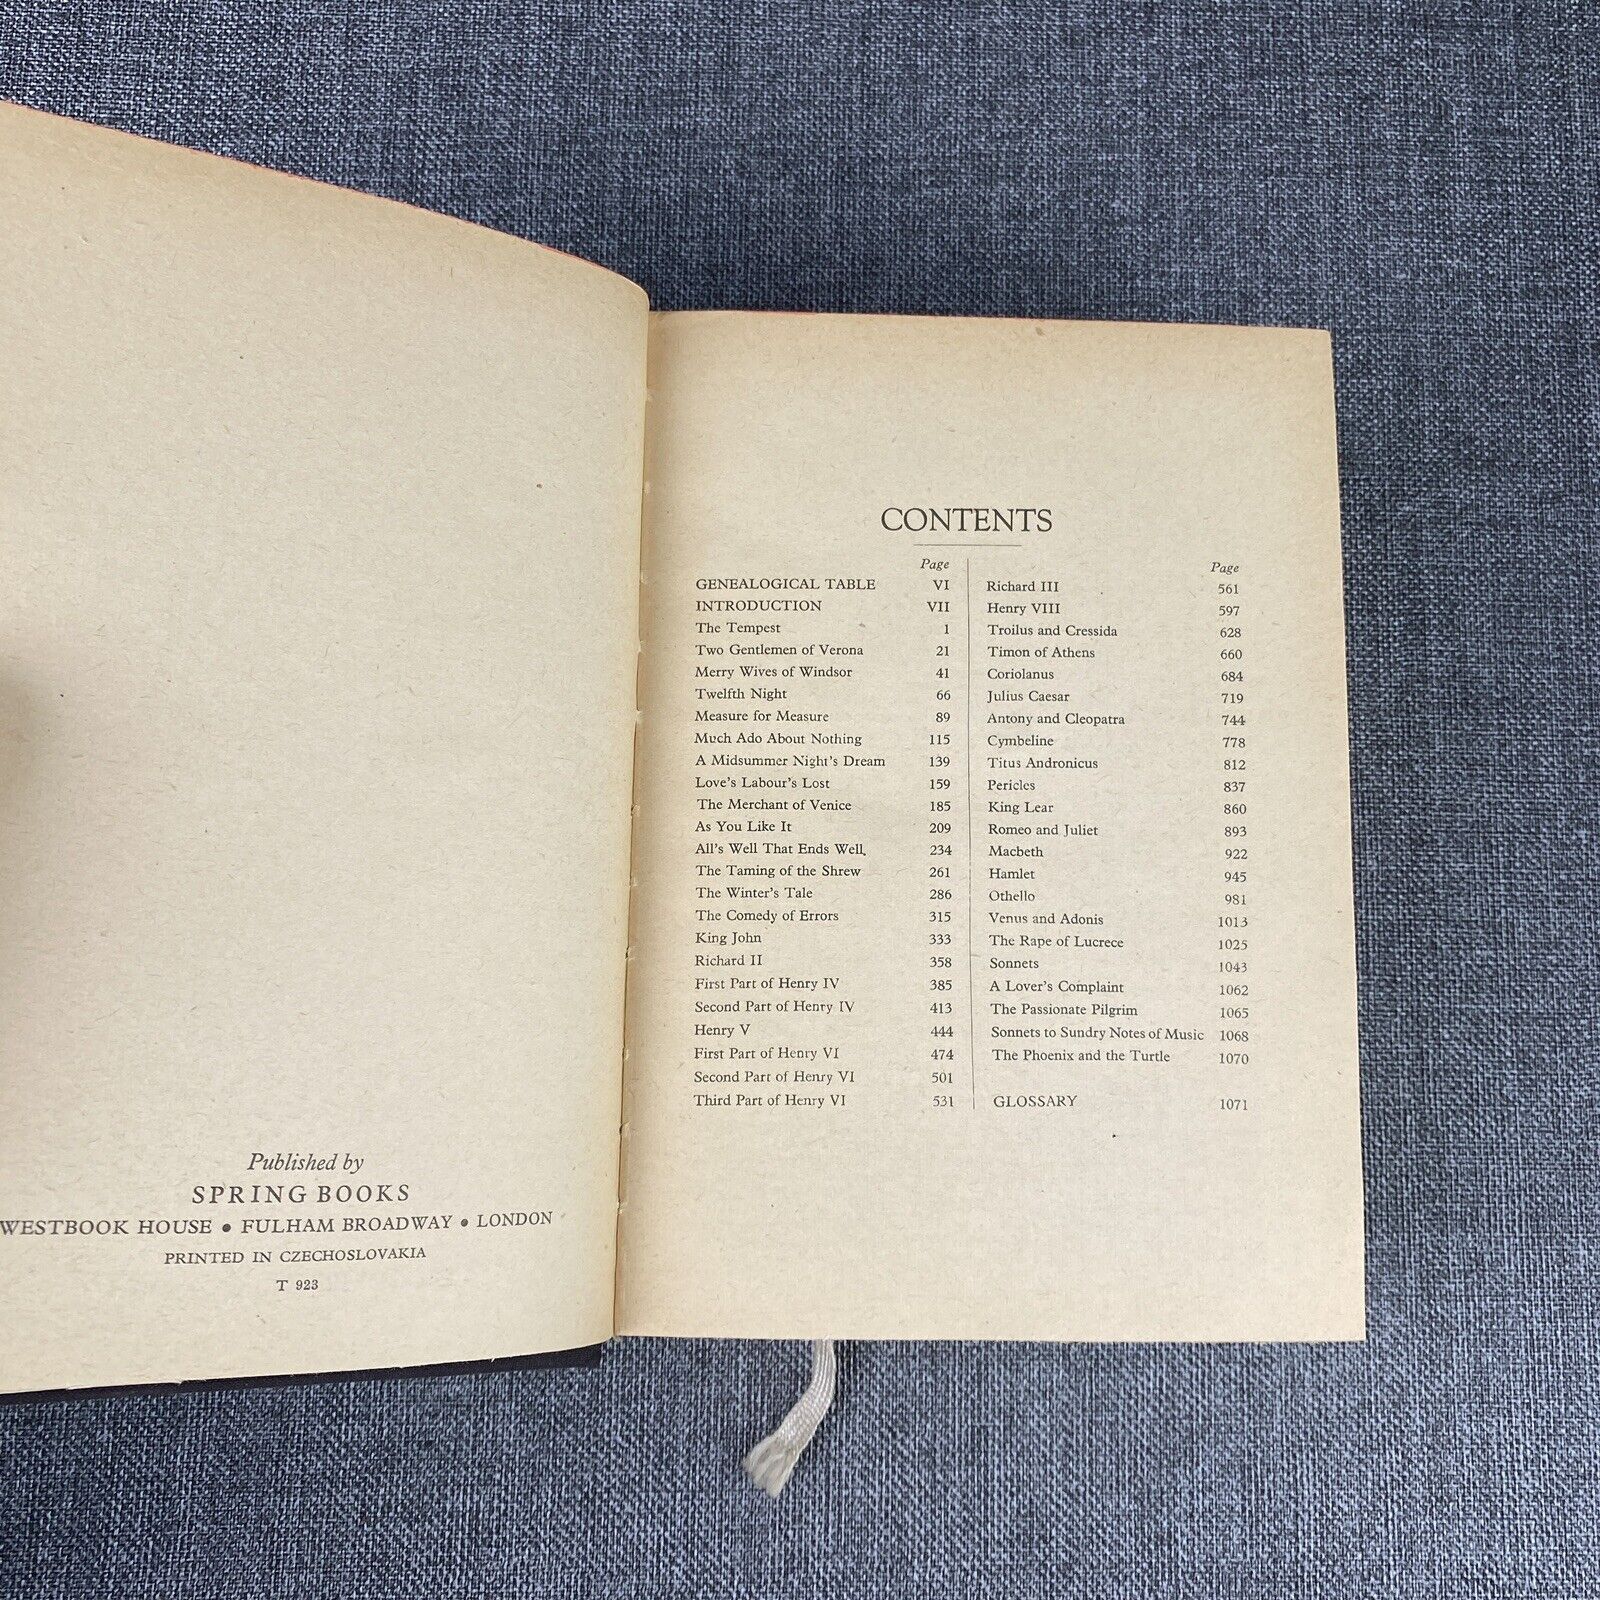 Published by
SPRING BOOKS
WESTBOOK HOUSE • FULHAM BROADWAY • LONDON
PRINTED IN CZECHOSLOVAKIA
T 923
CONTENTS
Page
GENEALOGICAL TABLE VI
INTRODUCTION VII
The Tempest 1
Two Gentlemen of Verona 21
Merry Wives of Windsor 41
Twelfth Night 66
Measure for Measure 89
Much Ado About Nothing 115
A Midsummer Night's Dream 139
Love's Labour's Lost 159
The Merchant of Venice 185
As You Like It 209
All's Well That Ends Well. 234
The Taming of the Shrew 261
The Winter's Tale 286
The Comedy of Errors 315
King John 333
Richard II 358
First Part of Henry IV 385
Second Part of Henry IV 413
Henry V 444
First Part of Henry VI 474
Second Part of Henry VI 501
Third Part of Henry VI 531
Page
Richard III 561
Henry VIII 597
Troilus and Cressida 628
Timon of Athens 660
Coriolanus 684
Julius Caesar 719
Antony and Cleopatra 744
Cymbeline 778
Titus Andronicus 812
Pericles 837
King Lear 860
Romeo and Juliet 893
Macbeth 922
Hamlet 945
Othello 981
Venus and Adonis 1013
The Rape of Lucrece 1025
Sonnets 1043
A Lover's Complaint 1062
The Passionate Pilgrim 1065
Sonnets to Sundry Notes of Music 1068
The Phoenix and the Turtle 1070
GLOSSARY 1071